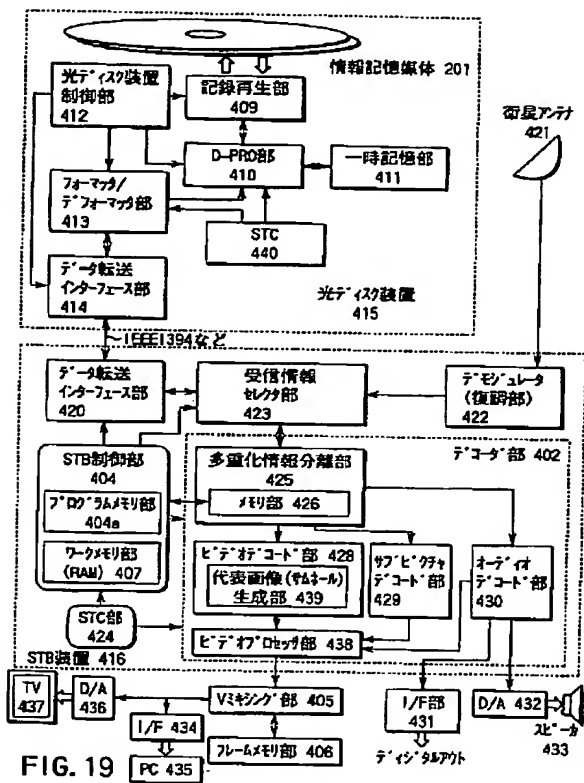 情報記憶媒体 201
光ディスク装置
制御部
412
記録再生部
409
衛星アンテナ
421
D-PRO部
410
一時記憶部
411
フォーマッタ/
デフォーマッタ部
413
STC
440
データ転送
インターフェース部
414
光ディスク装置
415
〜IEEE1394など
データ転送
インターフェース部
420
受信情報
セレクタ部
423
デモジュレータ
(復調部)
422
デコーダ部 402
STB制御部
404
プログラムメモリ部
404a
ワークメモリ部
(RAM) 407
多重化情報分離部
425
メモリ部 426
ビデオデコード部 428
代表画像(サムネール)
生成部 439
サブピクチャ
デコード部
429
オーディオ
デコード部
430
STC部
424
ビデオプロセッサ部 438
STB装置 416
TV
437
D/A
436
Vミキシング部 405
I/F 434
フレームメモリ部 406
PC 435
I/F部
431
ディジタルアウト
D/A 432
スピーカ
433
FIG. 19